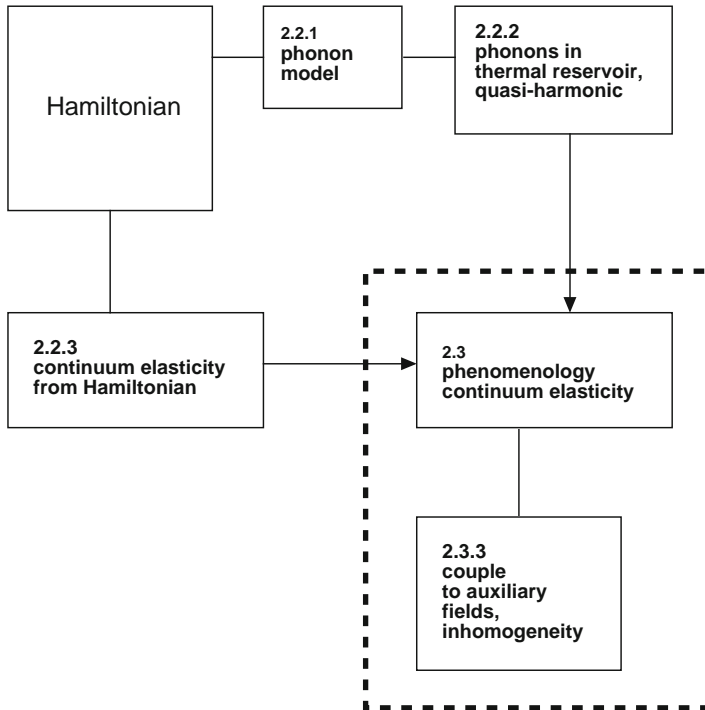 Hamiltonian
2.2.1
phonon
model
2.2.2
phonons in
thermal reservoir,
quasi-harmonic
2.2.3
continuum elasticity
from Hamiltonian
2.3
phenomenology
continuum elasticity
2.3.3
couple
to auxiliary
fields,
inhomogeneity